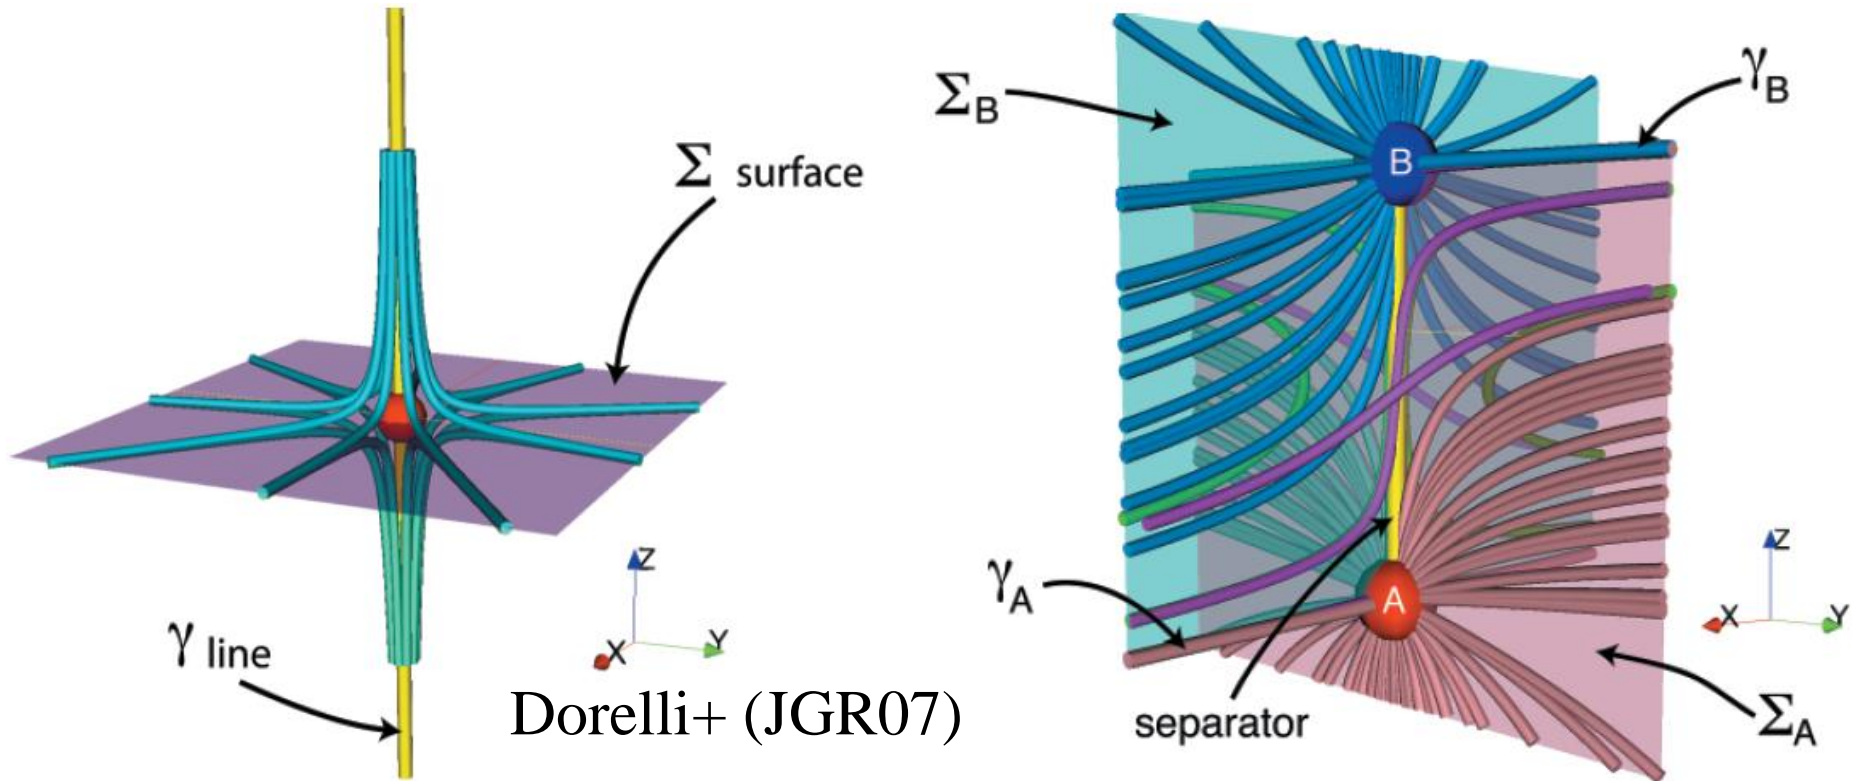 Σ surface
γ line
Z
X
Y
Dorelli+ (JGR07)
Σ_B
γ_B
B
γ_A
A
separator
Σ_A
Z
X
Y